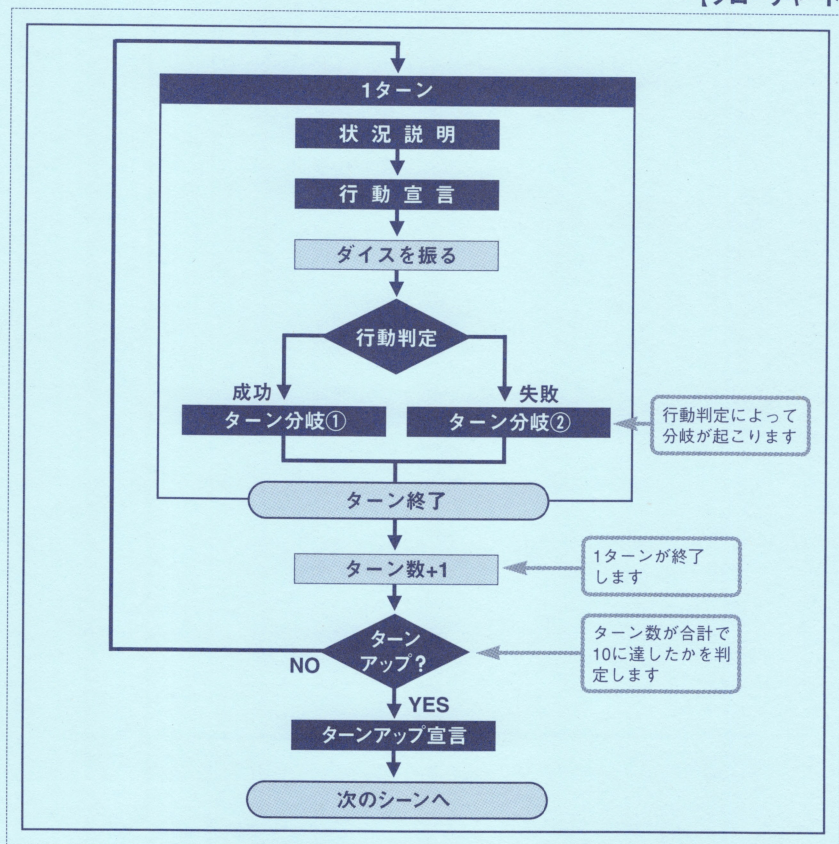 1ターン
状況説明
行動宣言
ダイスを振る
行動判定
成功
失敗
ターン分岐①
ターン分岐②
行動判定によって
分岐が起こります
ターン終了
ターン数+1
1ターンが終了
します
ターン
アップ？
ターン数が合計で
10に達したかを判
定します
NO
YES
ターンアップ宣言
次のシーンへ